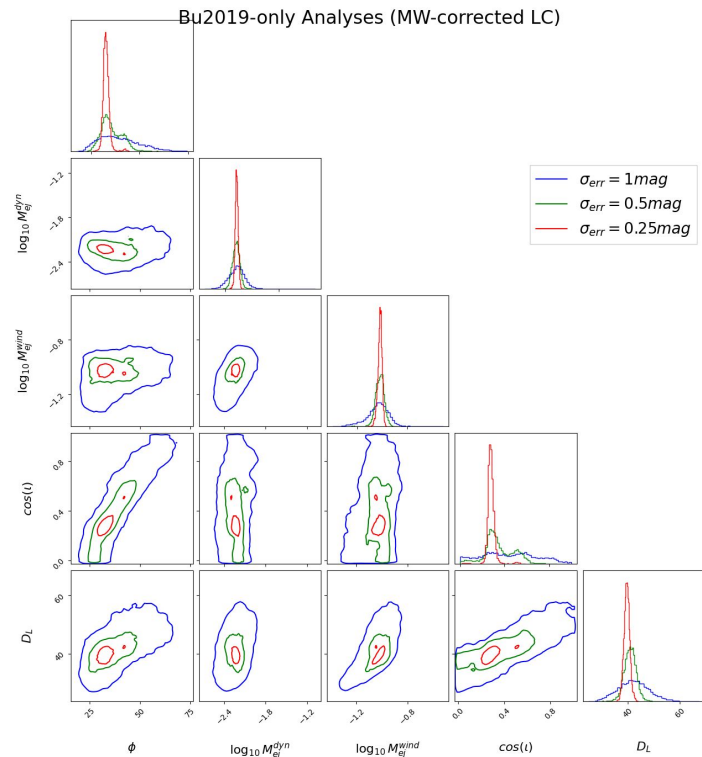 Bu2019-only Analyses (MW-corrected LC)
σ_err = 1mag
σ_err = 0.5mag
σ_err = 0.25mag
log₁₀ M_ej^dyn
−1.2
−1.8
−2.4
log₁₀ M_ej^wind
−0.8
−1.2
cos(ι)
0.8
0.4
0.0
D_L
60
40
25 50 75
−2.4 −1.8 −1.2
−1.2 −0.8
0.0 0.4 0.8
40 60
ϕ log₁₀ M_ej^dyn log₁₀ M_ej^wind cos(ι) D_L